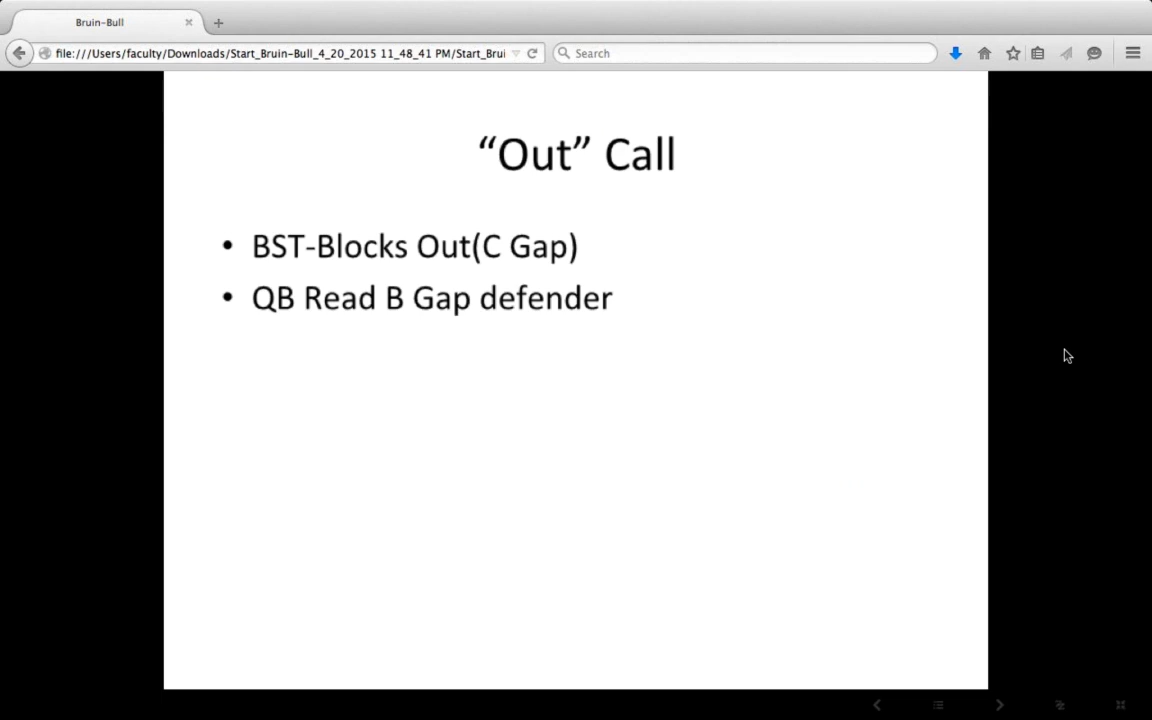 Bruin-Bull
file:///Users/faculty/Downloads/Start_Bruin-Bull_4_20_2015 11_48_41 PM/Start_Brui
Search
“Out” Call
• BST-Blocks Out(C Gap)
• QB Read B Gap defender